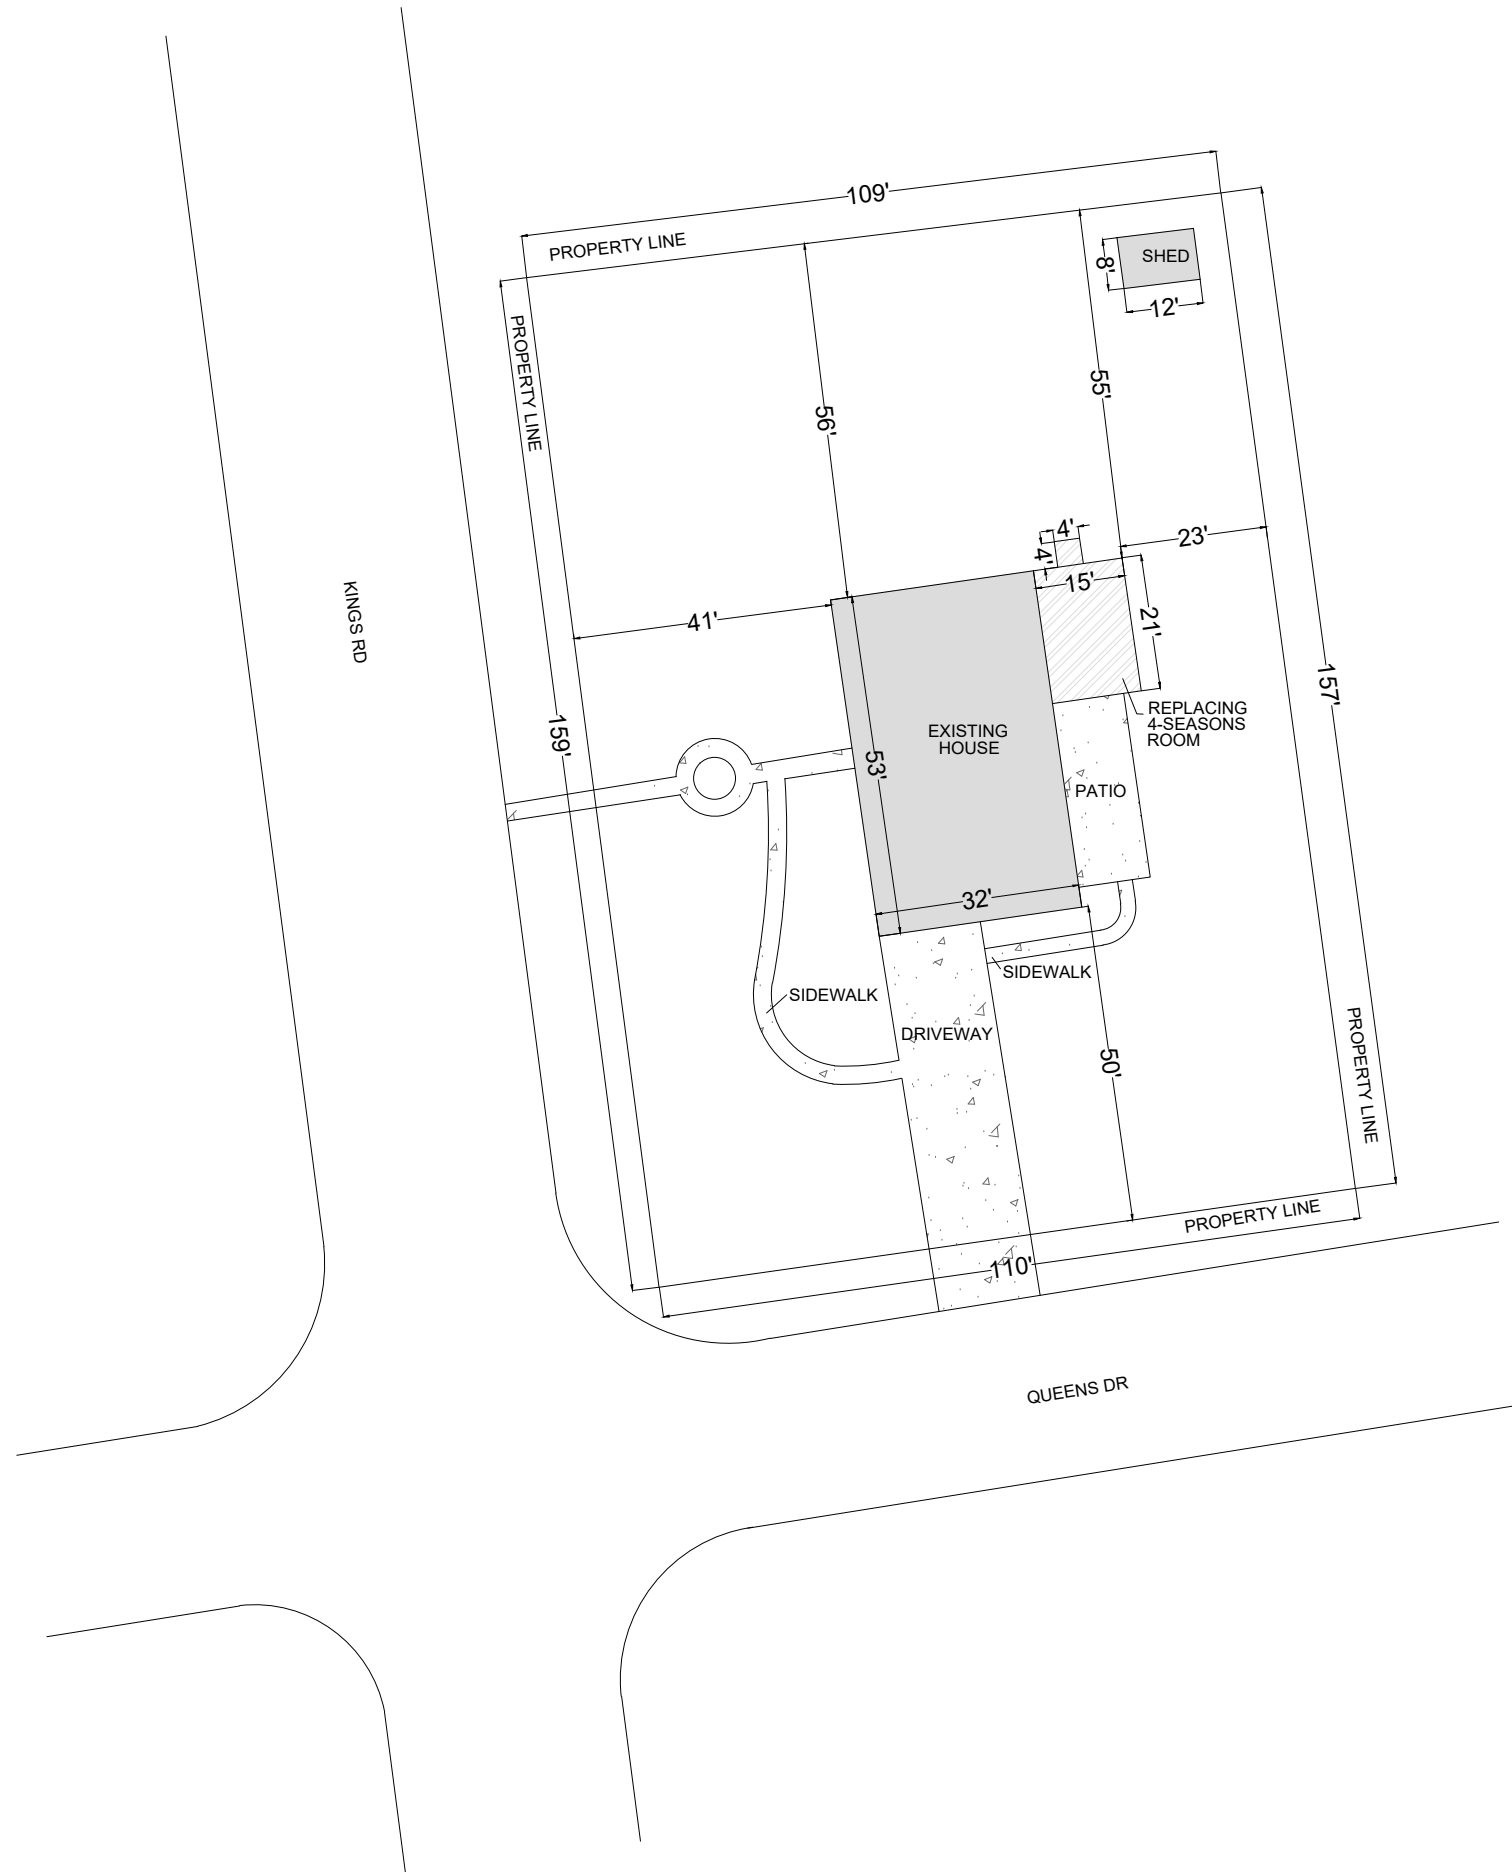 109'
PROPERTY LINE
SHED
8'
12'
PROPERTY LINE
56'
55'
4'
4'
15'
23'
21'
KINGS RD
41'
159'
157'
REPLACING
4-SEASONS
ROOM
EXISTING
HOUSE
53'
PATIO
32'
SIDEWALK
SIDEWALK
DRIVEWAY
50'
PROPERTY LINE
PROPERTY LINE
110'
QUEENS DR